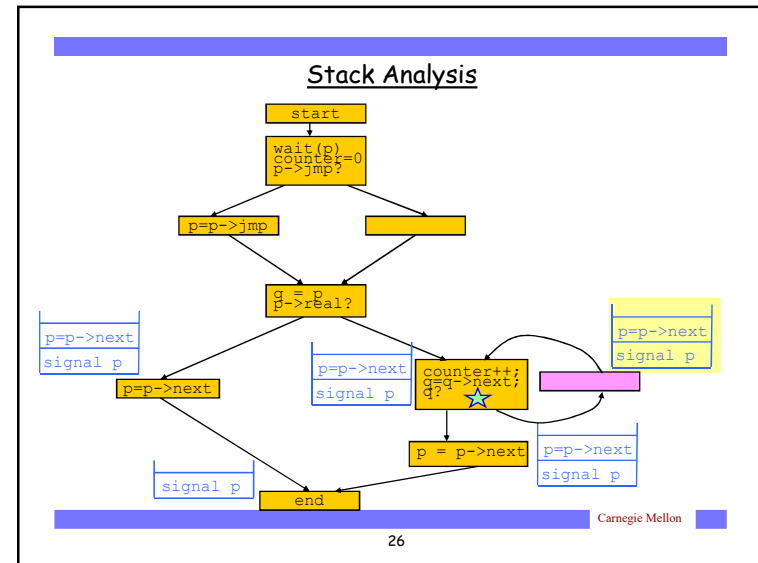 Stack Analysis
start
wait(p)
counter=0
p->jmp?
p=p->jmp
q = p
p->real?
p=p->next
signal p
p=p->next
signal p
p=p->next
signal p
counter++;
q=q->next;
q?
p=p->next
p = p->next
p=p->next
signal p
signal p
end
Carnegie Mellon
26